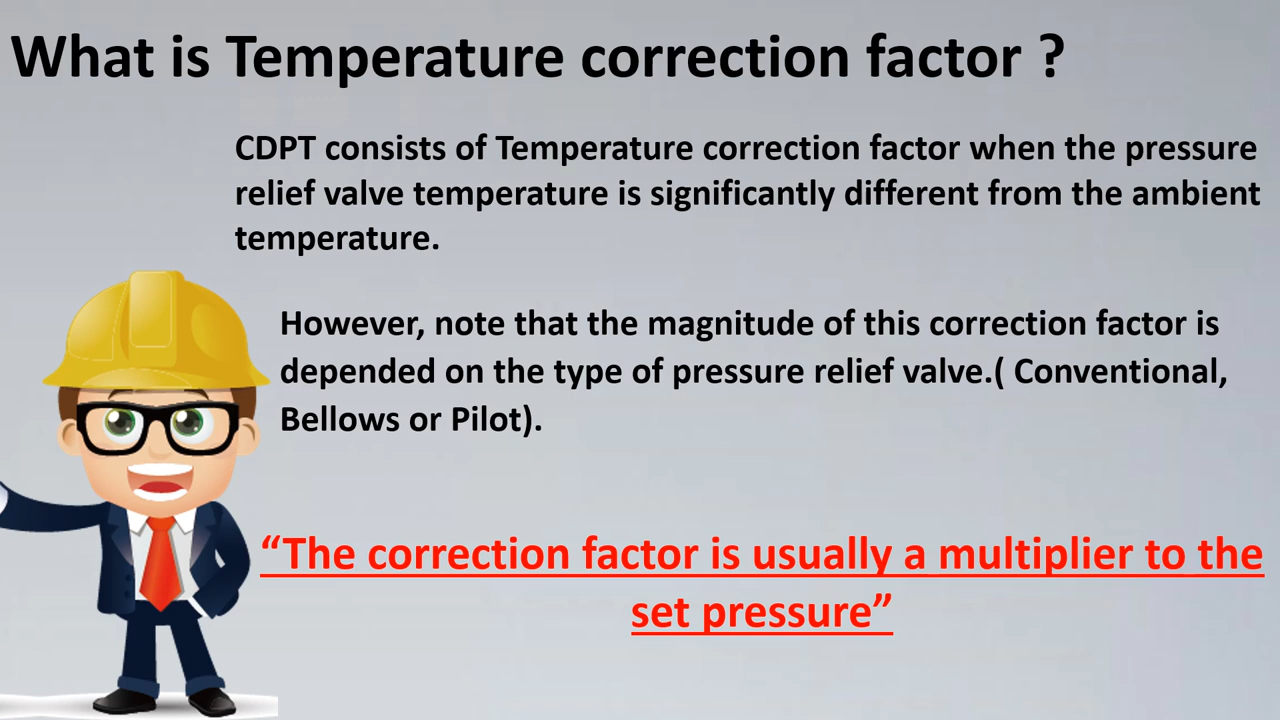 What is Temperature correction factor ?
CDPT consists of Temperature correction factor when the pressure
relief valve temperature is significantly different from the ambient
temperature.
However, note that the magnitude of this correction factor is
depended on the type of pressure relief valve.( Conventional,
Bellows or Pilot).
“The correction factor is usually a multiplier to the
set pressure”